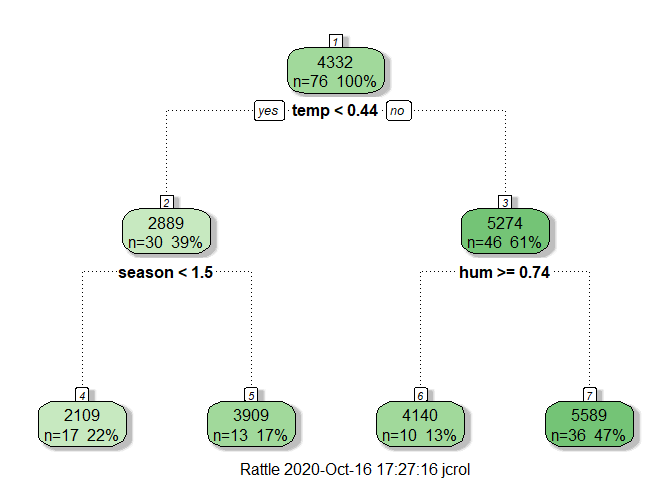 1
4332
n=76 100%
yes temp < 0.44 no
2
2889
n=30 39%
3
5274
n=46 61%
season < 1.5
hum >= 0.74
4
2109
n=17 22%
5
3909
n=13 17%
6
4140
n=10 13%
7
5589
n=36 47%
Rattle 2020-Oct-16 17:27:16 jcrol